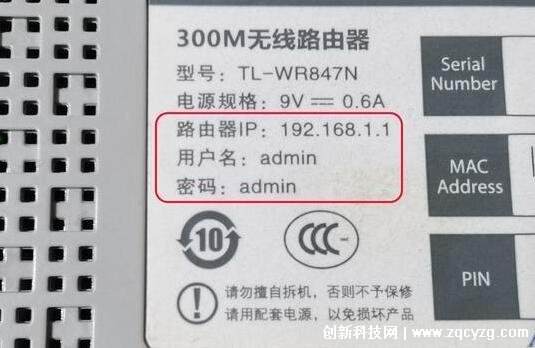 300M无线路由器
型号：TL-WR847N
电源规格：9V 0.6A
路由器IP：192.168.1.1
用户名：admin
密码：admin
Serial
Number
MAC
Address
PIN
10
CCC
请勿擅自拆机，否则不予保修
请用配套电源，以免损坏产品
创新科技网 www.zqcyzg.com